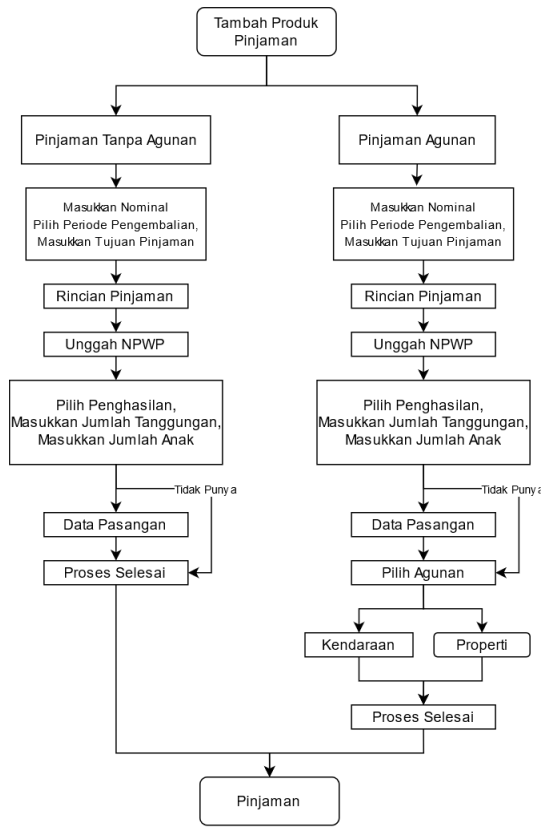 Tambah Produk
Pinjaman
Pinjaman Tanpa Agunan
Pinjaman Agunan
Masukkan Nominal
Pilih Periode Pengembalian,
Masukkan Tujuan Pinjaman
Masukkan Nominal
Pilih Periode Pengembalian,
Masukkan Tujuan Pinjaman
Rincian Pinjaman
Rincian Pinjaman
Unggah NPWP
Unggah NPWP
Pilih Penghasilan,
Masukkan Jumlah Tanggungan,
Masukkan Jumlah Anak
Pilih Penghasilan,
Masukkan Jumlah Tanggungan,
Masukkan Jumlah Anak
Tidak Punya
Tidak Punya
Data Pasangan
Data Pasangan
Proses Selesai
Pilih Agunan
Kendaraan
Properti
Proses Selesai
Pinjaman